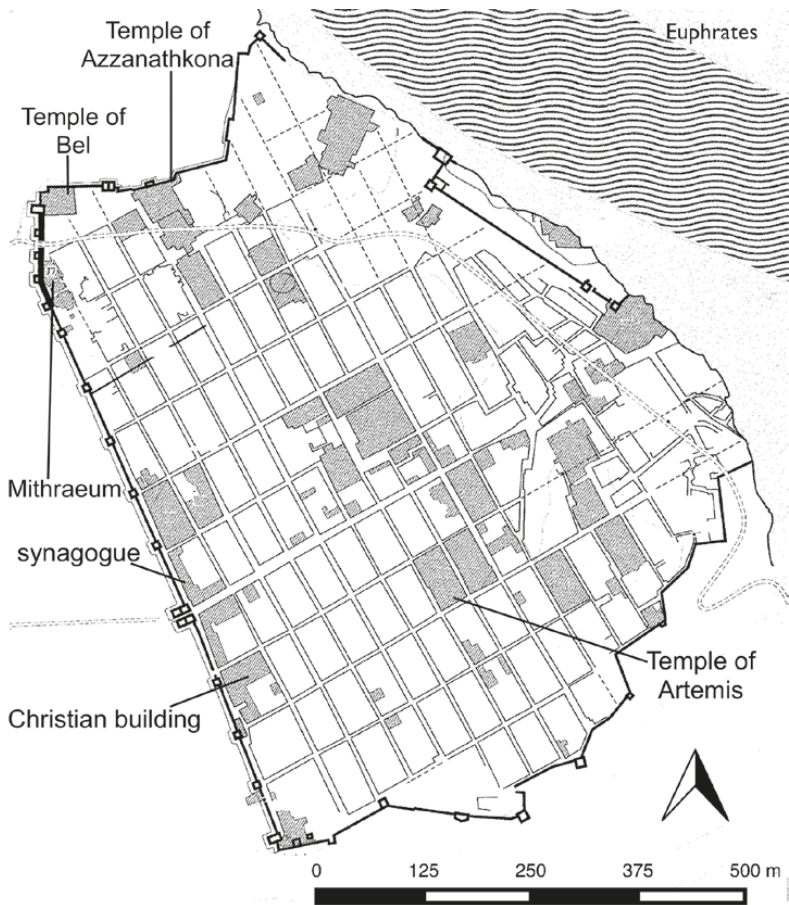 Temple of
Azzanathkona
Euphrates
Temple of
Bel
Mithraeum
synagogue
Temple of
Artemis
Christian building
0 125 250 375 500 m